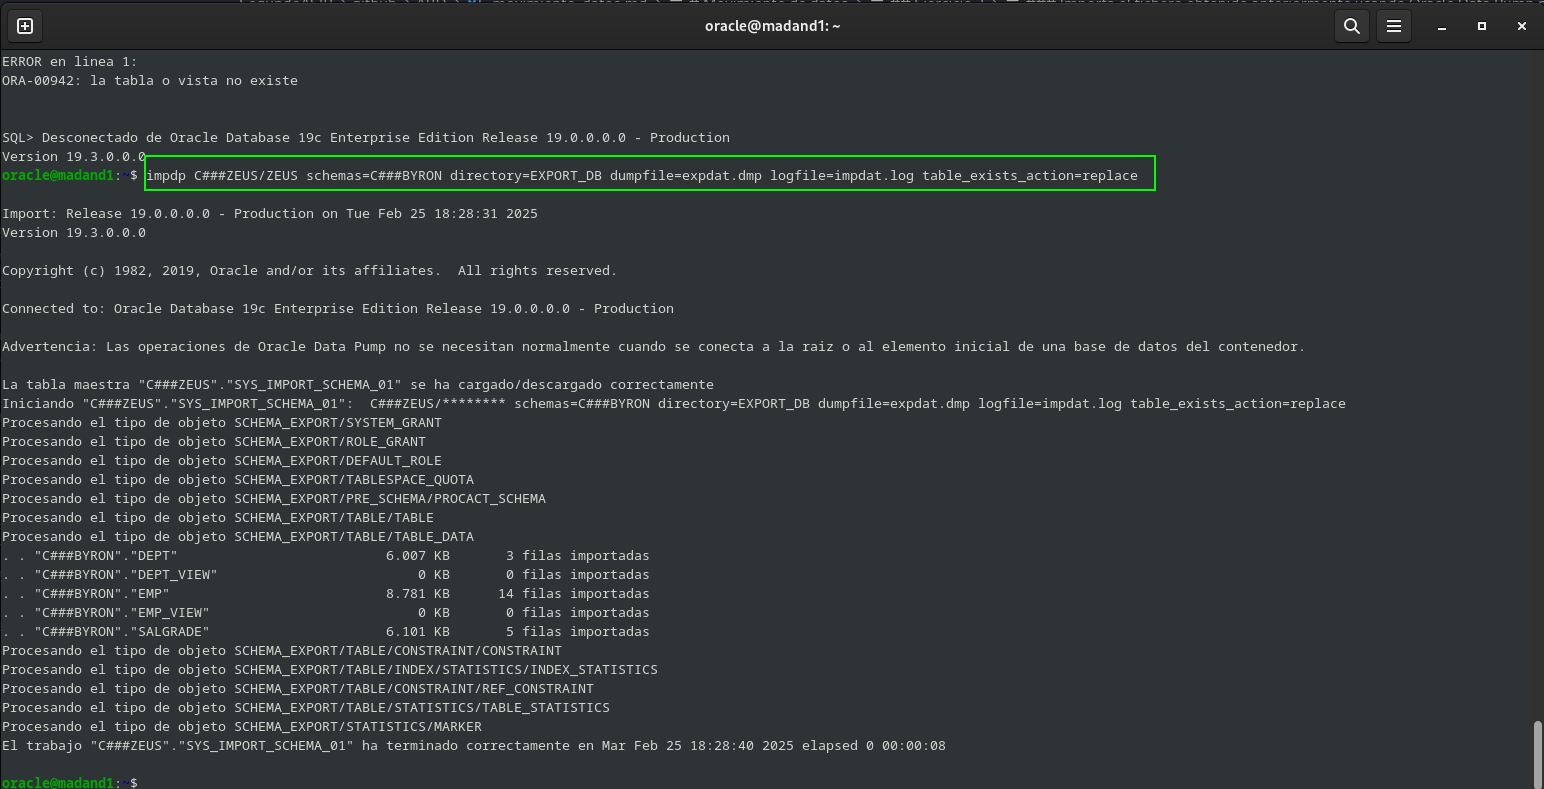 oracle@madand1: ~
ERROR en linea 1:
ORA-00942: la tabla o vista no existe
SQL> Desconectado de Oracle Database 19c Enterprise Edition Release 19.0.0.0.0 - Production
Version 19.3.0.0.0
oracle@madand1:~$ impdp C###ZEUS/ZEUS schemas=C###BYRON directory=EXPORT_DB dumpfile=expdat.dmp logfile=impdat.log table_exists_action=replace
Import: Release 19.0.0.0.0 - Production on Tue Feb 25 18:28:31 2025
Version 19.3.0.0.0
Copyright (c) 1982, 2019, Oracle and/or its affiliates.  All rights reserved.
Connected to: Oracle Database 19c Enterprise Edition Release 19.0.0.0.0 - Production
Advertencia: Las operaciones de Oracle Data Pump no se necesitan normalmente cuando se conecta a la raiz o al elemento inicial de una base de datos del contenedor.
La tabla maestra "C###ZEUS"."SYS_IMPORT_SCHEMA_01" se ha cargado/descargado correctamente
Iniciando "C###ZEUS"."SYS_IMPORT_SCHEMA_01":  C###ZEUS/******** schemas=C###BYRON directory=EXPORT_DB dumpfile=expdat.dmp logfile=impdat.log table_exists_action=replace
Procesando el tipo de objeto SCHEMA_EXPORT/SYSTEM_GRANT
Procesando el tipo de objeto SCHEMA_EXPORT/ROLE_GRANT
Procesando el tipo de objeto SCHEMA_EXPORT/DEFAULT_ROLE
Procesando el tipo de objeto SCHEMA_EXPORT/TABLESPACE_QUOTA
Procesando el tipo de objeto SCHEMA_EXPORT/PRE_SCHEMA/PROCACT_SCHEMA
Procesando el tipo de objeto SCHEMA_EXPORT/TABLE/TABLE
Procesando el tipo de objeto SCHEMA_EXPORT/TABLE/TABLE_DATA
. . "C###BYRON"."DEPT"                          6.007 KB       3 filas importadas
. . "C###BYRON"."DEPT_VIEW"                         0 KB       0 filas importadas
. . "C###BYRON"."EMP"                           8.781 KB      14 filas importadas
. . "C###BYRON"."EMP_VIEW"                          0 KB       0 filas importadas
. . "C###BYRON"."SALGRADE"                      6.101 KB       5 filas importadas
Procesando el tipo de objeto SCHEMA_EXPORT/TABLE/CONSTRAINT/CONSTRAINT
Procesando el tipo de objeto SCHEMA_EXPORT/TABLE/INDEX/STATISTICS/INDEX_STATISTICS
Procesando el tipo de objeto SCHEMA_EXPORT/TABLE/CONSTRAINT/REF_CONSTRAINT
Procesando el tipo de objeto SCHEMA_EXPORT/TABLE/STATISTICS/TABLE_STATISTICS
Procesando el tipo de objeto SCHEMA_EXPORT/STATISTICS/MARKER
El trabajo "C###ZEUS"."SYS_IMPORT_SCHEMA_01" ha terminado correctamente en Mar Feb 25 18:28:40 2025 elapsed 0 00:00:08
oracle@madand1:~$